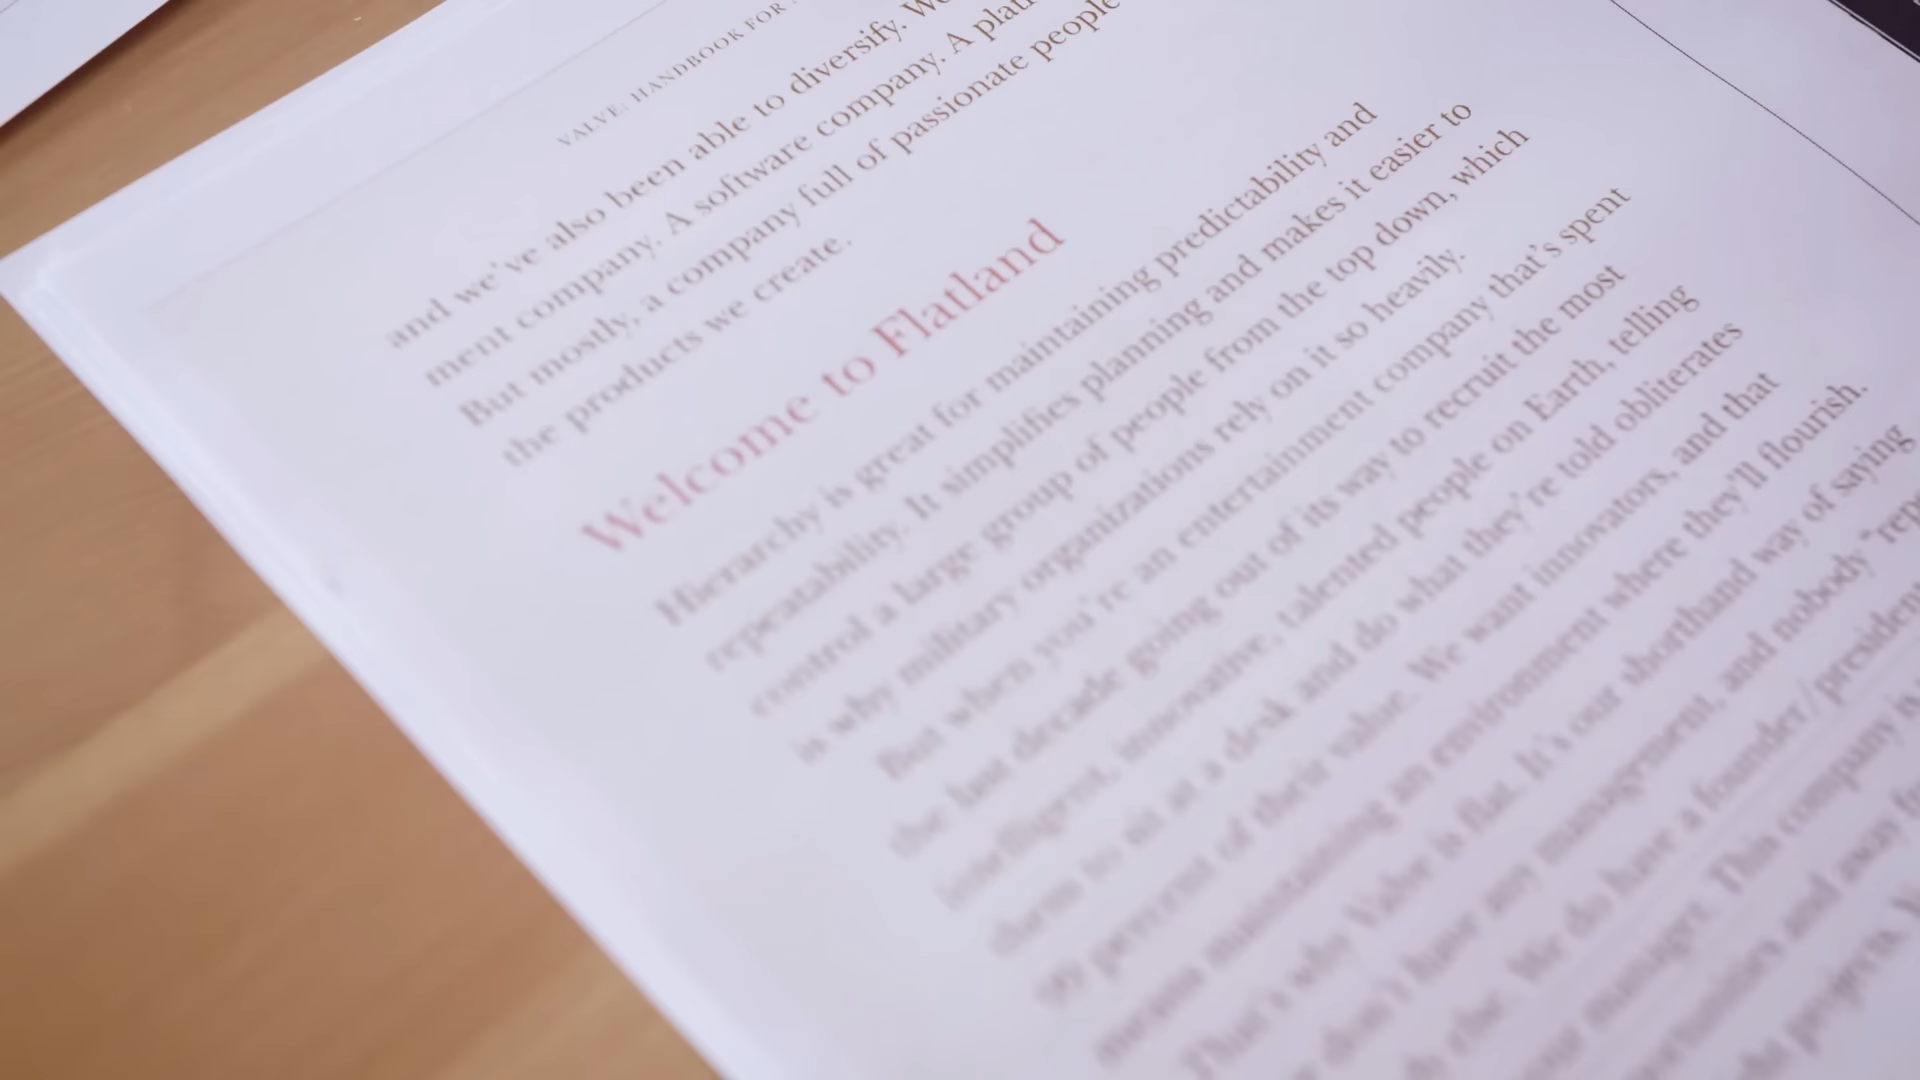 VALVE: HANDBOOK FOR
and we've also been able to diversify. We
ment company. A software company. A
But mostly, a company full of passionate people
the products we create.
Welcome to Flatland
Hierarchy is great for maintaining predictability and
repeatability. It simplifies planning and makes it easier to
control a large group of people from the top down, which
is why military organizations rely on it so heavily.
But when you're an entertainment company that's spent
the last decade going out of its way to recruit the most
intelligent, innovative, talented people on Earth, telling
them to sit at a desk and do what they're told obliterates
99 percent of their value. We want innovators, and that
means maintaining an environment where they'll flourish.
That's why Valve is flat. It's our shorthand way of saying
don't have any management, and nobody "rep
else. We do have a founder/president
manager. This company is
and away
projects.